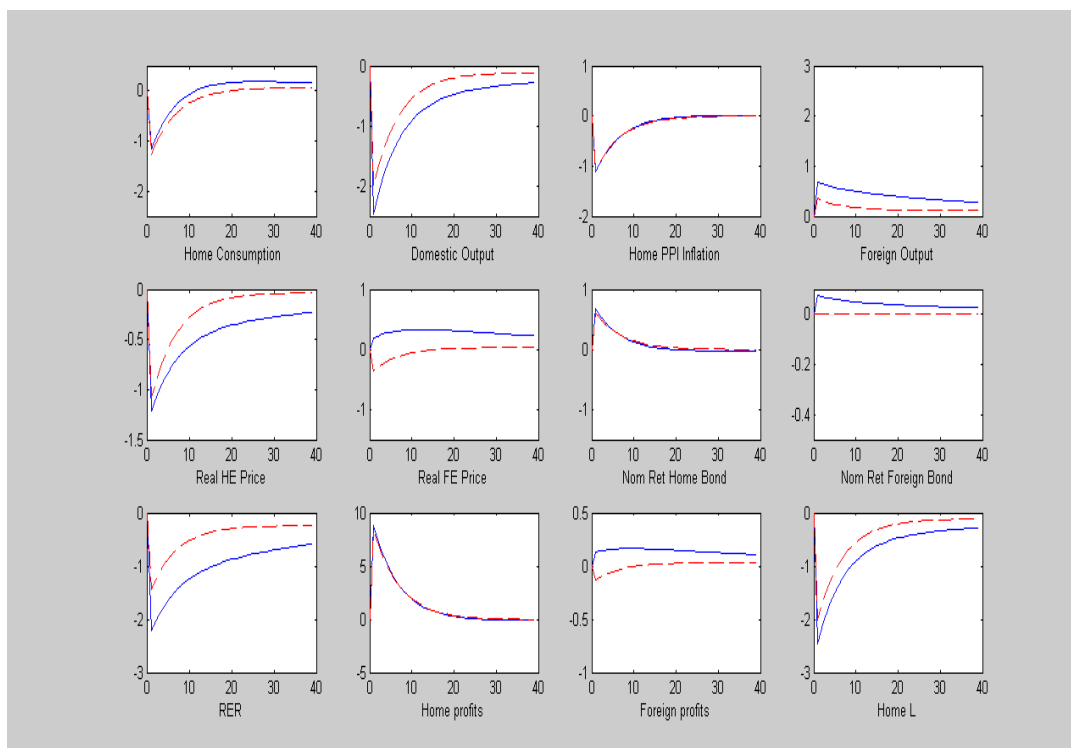 0
-1
-2
0 10 20 30 40
Home Consumption
0
-1
-2
0 10 20 30 40
Domestic Output
1
0
-1
-2
0 10 20 30 40
Home PPI Inflation
3
2
1
0
0 10 20 30 40
Foreign Output
0
-0.5
-1
-1.5
0 10 20 30 40
Real HE Price
1
0
-1
0 10 20 30 40
Real FE Price
1
0
-1
0 10 20 30 40
Nom Ret Home Bond
0
-0.2
-0.4
0 10 20 30 40
Nom Ret Foreign Bond
0
-1
-2
-3
0 10 20 30 40
RER
10
5
0
-5
0 10 20 30 40
Home profits
0.5
0
-0.5
-1
0 10 20 30 40
Foreign profits
0
-1
-2
-3
0 10 20 30 40
Home L